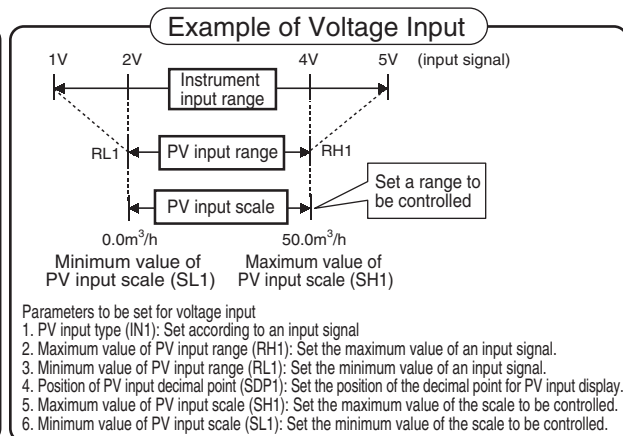 Example of Voltage Input
1V 2V 4V 5V (input signal)
Instrument
input range
RL1 PV input range RH1
PV input scale
Set a range to
be controlled
0.0m³/h 50.0m³/h
Minimum value of
PV input scale (SL1)
Maximum value of
PV input scale (SH1)
Parameters to be set for voltage input
1. PV input type (IN1): Set according to an input signal
2. Maximum value of PV input range (RH1): Set the maximum value of an input signal.
3. Minimum value of PV input range (RL1): Set the minimum value of an input signal.
4. Position of PV input decimal point (SDP1): Set the position of the decimal point for PV input display.
5. Maximum value of PV input scale (SH1): Set the maximum value of the scale to be controlled.
6. Minimum value of PV input scale (SL1): Set the minimum value of the scale to be controlled.